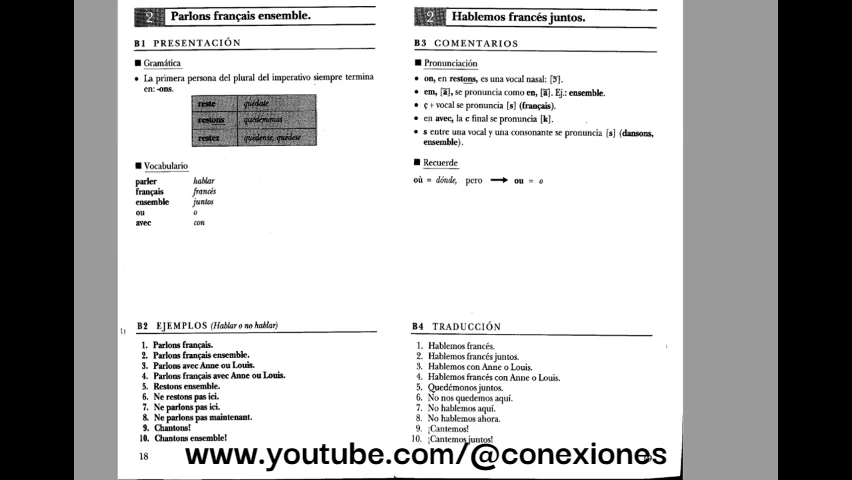 2 Parlons français ensemble.
B1 PRESENTACIÓN
■ Gramática
• La primera persona del plural del imperativo siempre termina
en: -ons.
reste quédate
restons quedémonos
restez quédense, quédese
■ Vocabulario
parler hablar
français francés
ensemble juntos
ou o
avec con
B2 EJEMPLOS (Hablar o no hablar)
1. Parlons français.
2. Parlons français ensemble.
3. Parlons avec Anne ou Louis.
4. Parlons français avec Anne ou Louis.
5. Restons ensemble.
6. Ne restons pas ici.
7. Ne parlons pas ici.
8. Ne parlons pas maintenant.
9. Chantons!
10. Chantons ensemble!
18
2 Hablemos francés juntos.
B3 COMENTARIOS
■ Pronunciación
• on, en restons, es una vocal nasal: [ɔ̃].
• em, [ã], se pronuncia como en, [ã]. Ej.: ensemble.
• ç + vocal se pronuncia [s] (français).
• en avec, la c final se pronuncia [k].
• s entre una vocal y una consonante se pronuncia [s] (dansons,
ensemble).
■ Recuerde
où = dónde, pero → ou = o
B4 TRADUCCIÓN
1. Hablemos francés.
2. Hablemos francés juntos.
3. Hablemos con Anne o Louis.
4. Hablemos francés con Anne o Louis.
5. Quedémonos juntos.
6. No nos quedemos aquí.
7. No hablemos aquí.
8. No hablemos ahora.
9. ¡Cantemos!
10. ¡Cantemos juntos!
www.youtube.com/@conexiones